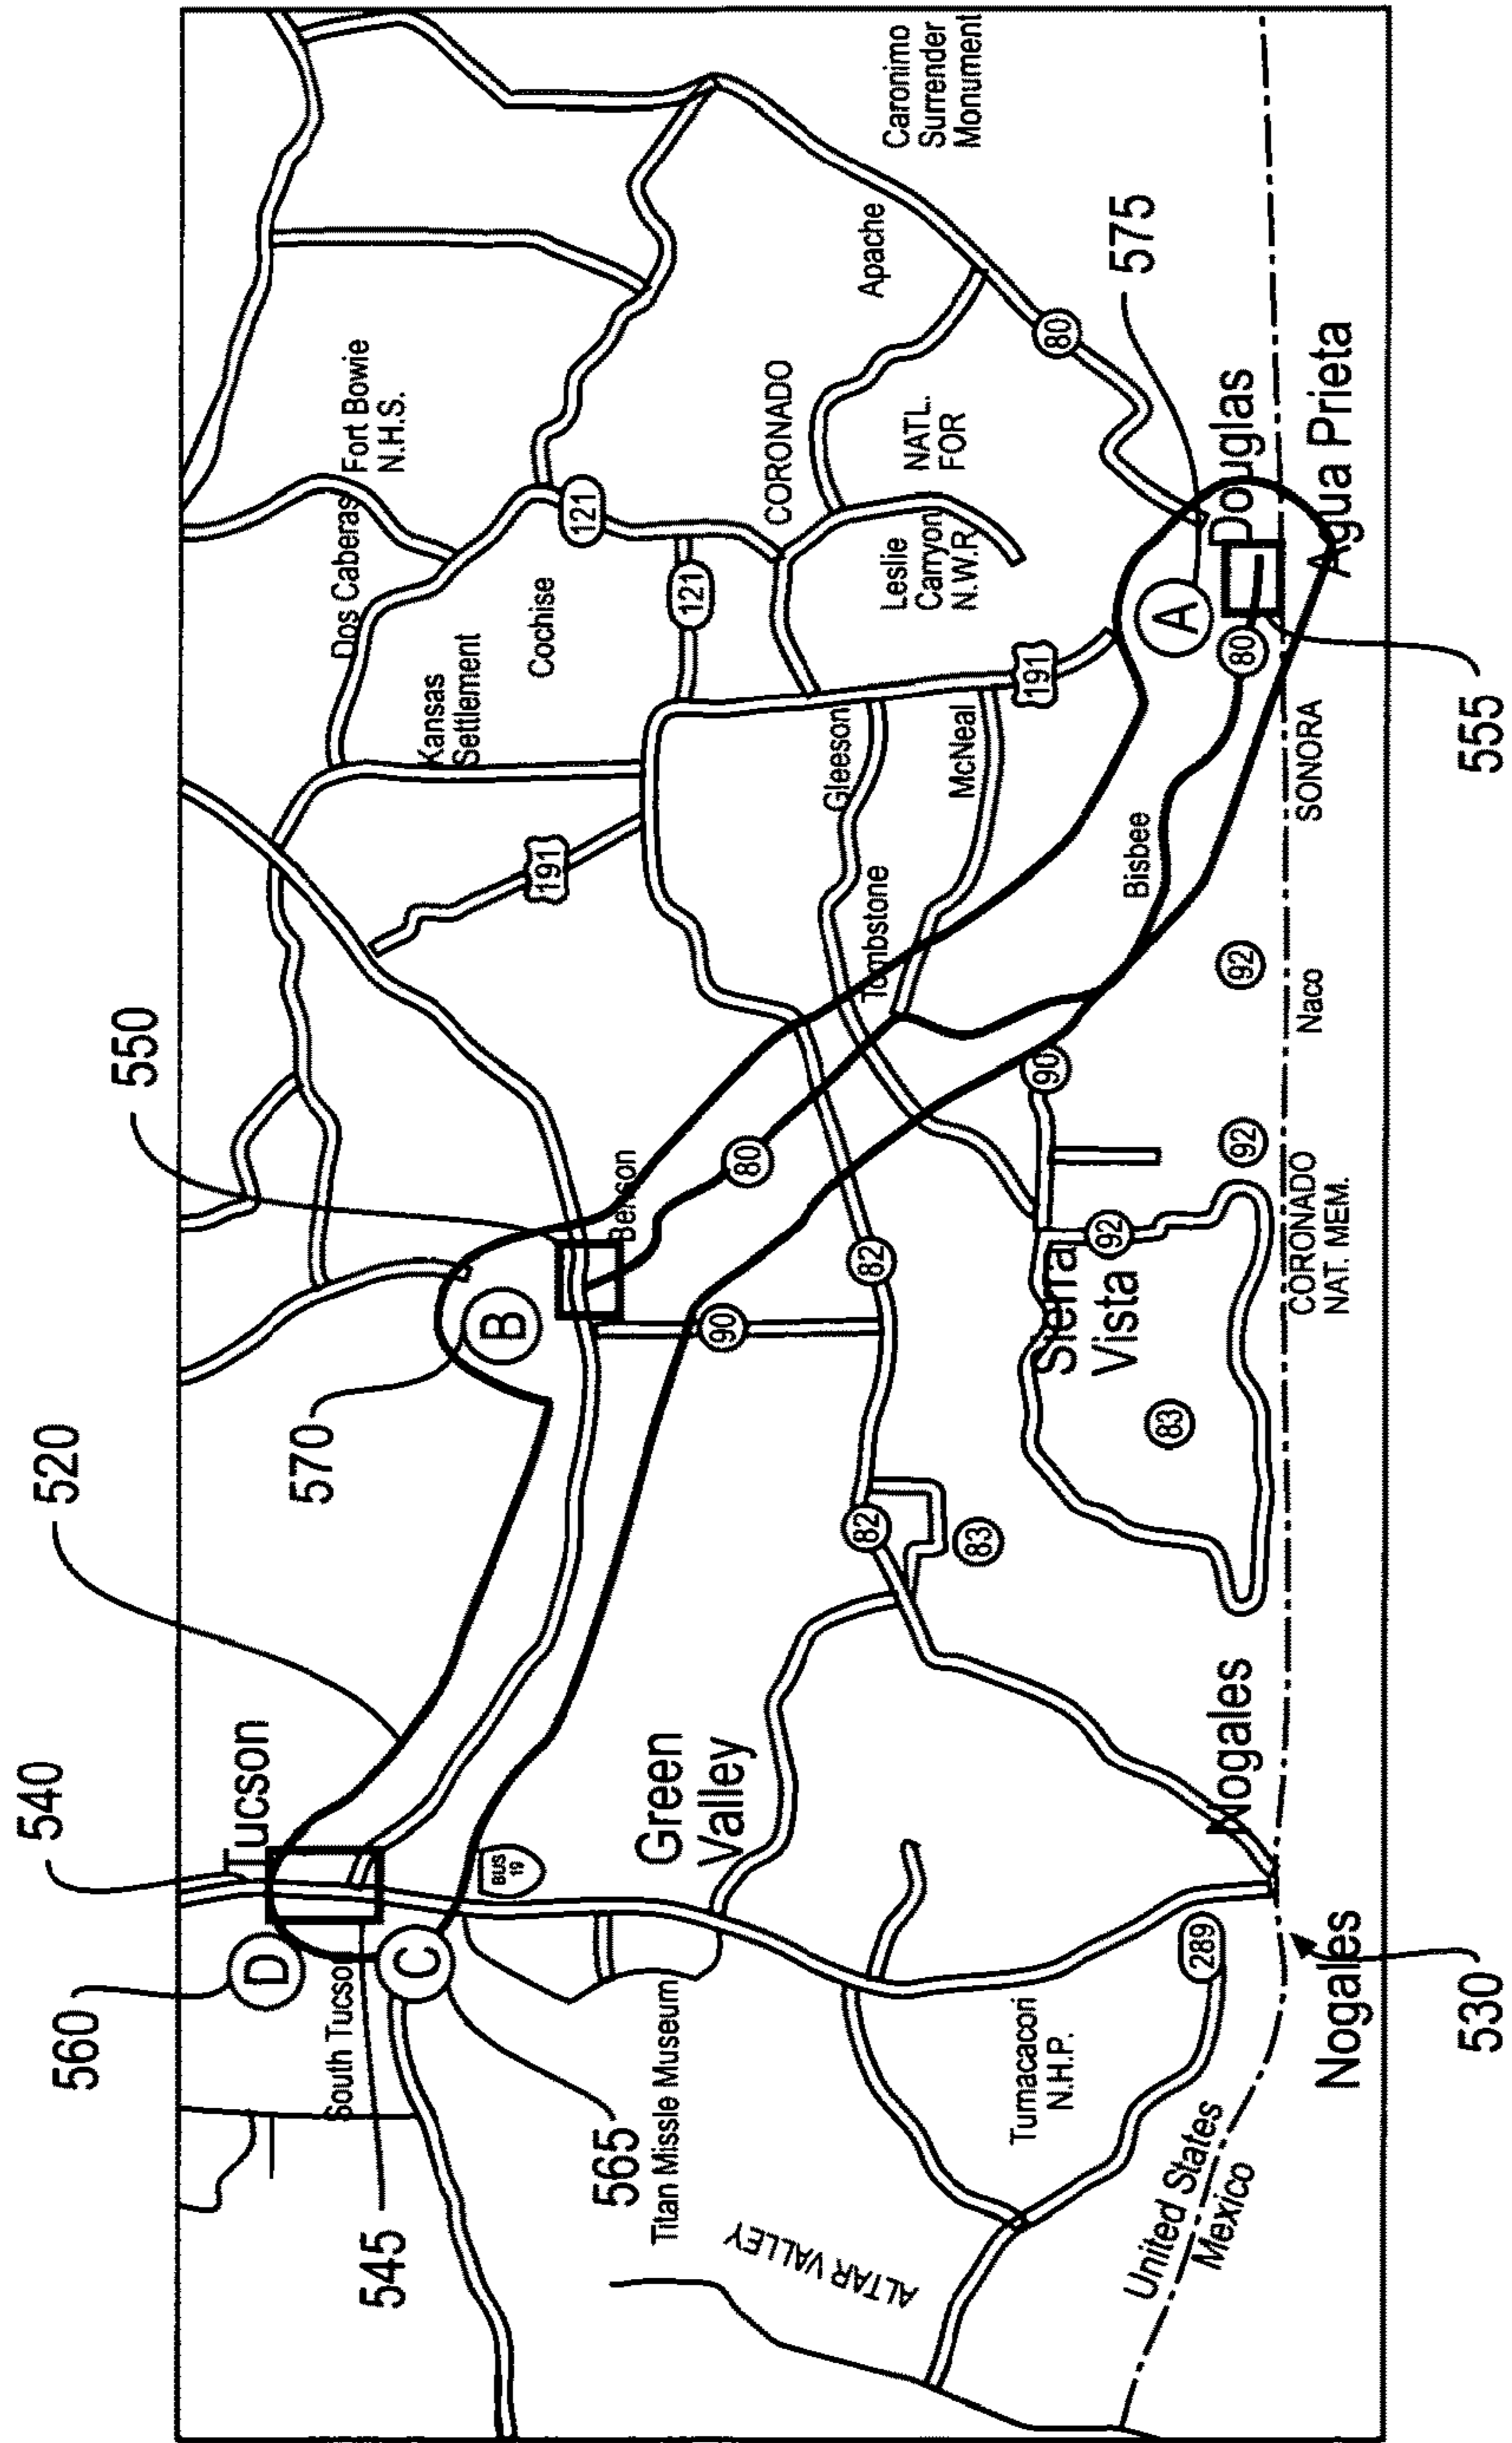 540
520
550
560
D
Tucson
South Tucson
545
C
565
BUS
19
570
B
Benson
Dos Caberas
Fort Bowie
N.H.S.
Kansas
Settlement
Cochise
191
121
121
Titan Missle Museum
Green
Valley
90
80
CORONADO
ALTAR VALLEY
82
82
83
Tombstone
Gleeson
McNeal
Leslie
Carryon
N.W.R.
NATL.
FOR
Apache
Caronimo
Surrender
Monument
Tumacacori
N.H.P.
Sierra
Vista
90
92
83
191
80
575
Bisbee
A
289
Nogales
92
92
80
Douglas
United States
Mexico
Nogales
CORONADO
NAT. MEM.
Naco
SONORA
Agua Prieta
530
555